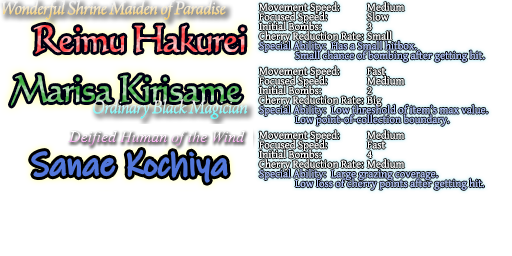 Wonderful Shrine Maiden of Paradise
Reimu Hakurei
Movement Speed: Medium
Focused Speed: Slow
Initial Bombs: 3
Cherry Reduction Rate: Small
Special Ability: Has a Small hitbox.
Small chance of bombing after getting hit.
Marisa Kirisame
Ordinary Black Magician
Movement Speed: Fast
Focused Speed: Medium
Initial Bombs: 2
Cherry Reduction Rate: Big
Special Ability: Low threshold of item's max value.
Low point-of-collection boundary.
Deified Human of the Wind
Sanae Kochiya
Movement Speed: Medium
Focused Speed: Fast
Initial Bombs: 4
Cherry Reduction Rate: Medium
Special Ability: Large grazing coverage.
Low loss of cherry points after getting hit.